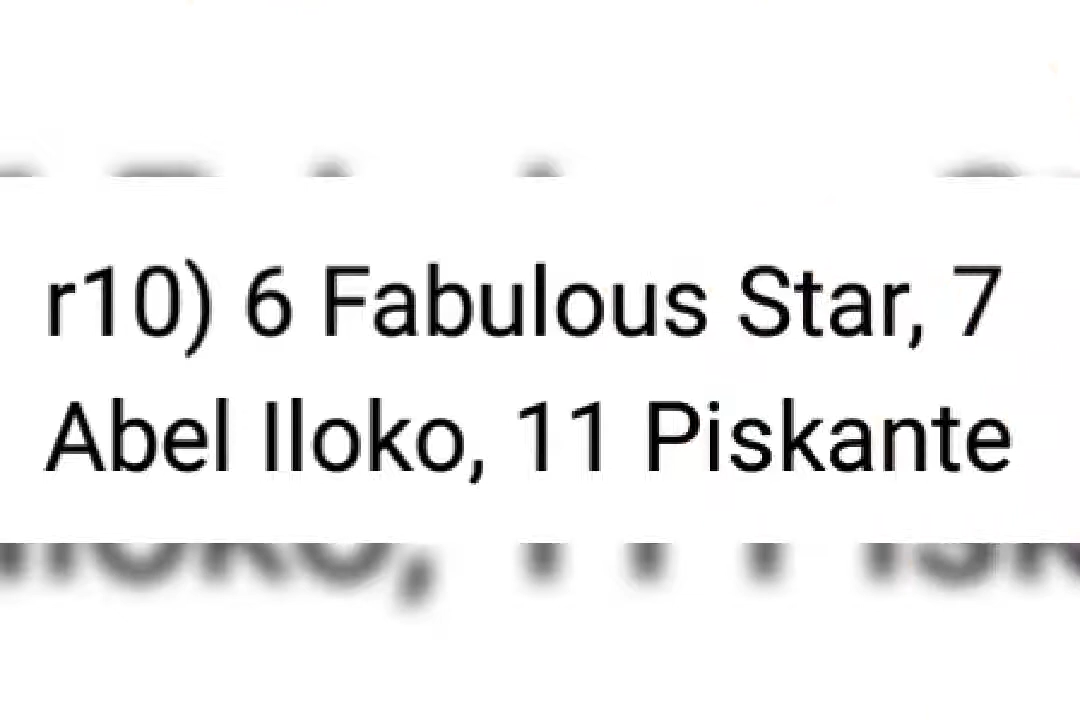 r10) 6 Fabulous Star, 7
Abel Iloko, 11 Piskante